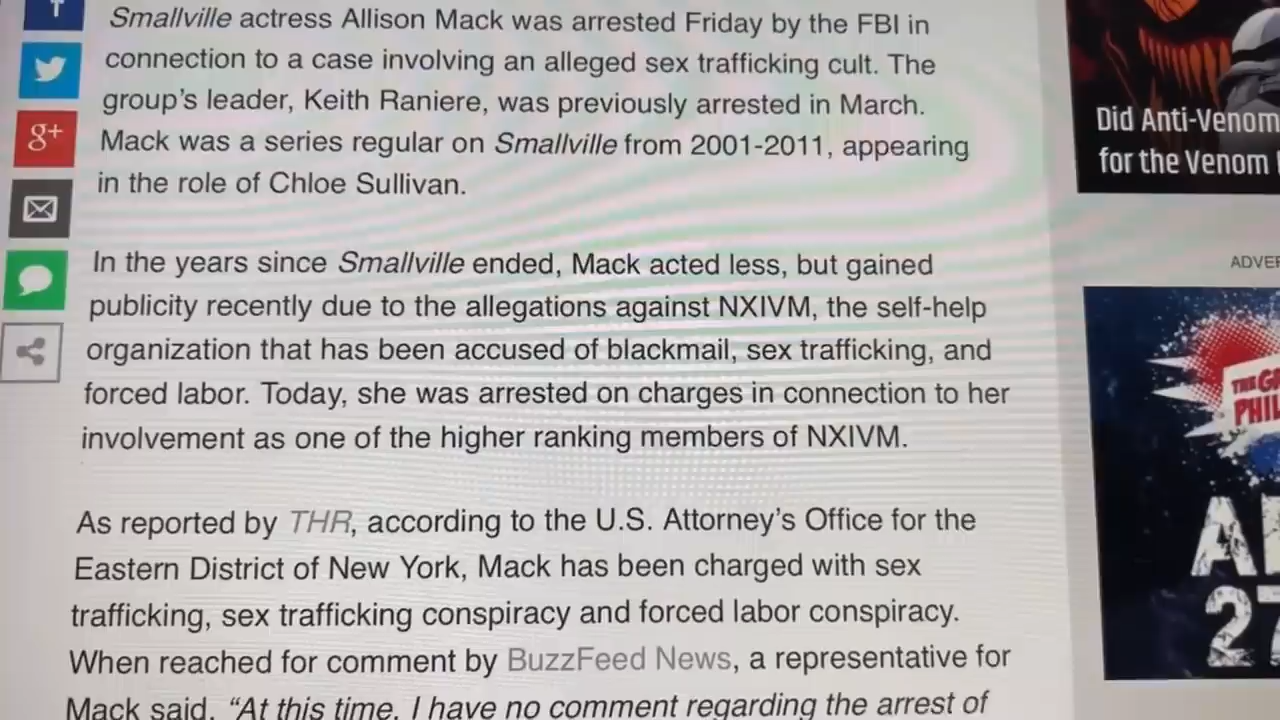 Smallville actress Allison Mack was arrested Friday by the FBI in
connection to a case involving an alleged sex trafficking cult. The
group's leader, Keith Raniere, was previously arrested in March.
Mack was a series regular on Smallville from 2001-2011, appearing
in the role of Chloe Sullivan.
In the years since Smallville ended, Mack acted less, but gained
publicity recently due to the allegations against NXIVM, the self-help
organization that has been accused of blackmail, sex trafficking, and
forced labor. Today, she was arrested on charges in connection to her
involvement as one of the higher ranking members of NXIVM.
As reported by THR, according to the U.S. Attorney's Office for the
Eastern District of New York, Mack has been charged with sex
trafficking, sex trafficking conspiracy and forced labor conspiracy.
When reached for comment by BuzzFeed News, a representative for
Mack said, “At this time, I have no comment regarding the arrest of
g+
Did Anti-Venom
for the Venom